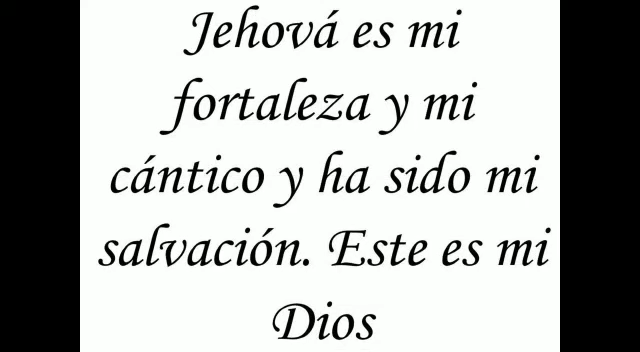 Jehová es mi
fortaleza y mi
cántico y ha sido mi
salvación. Este es mi
Dios